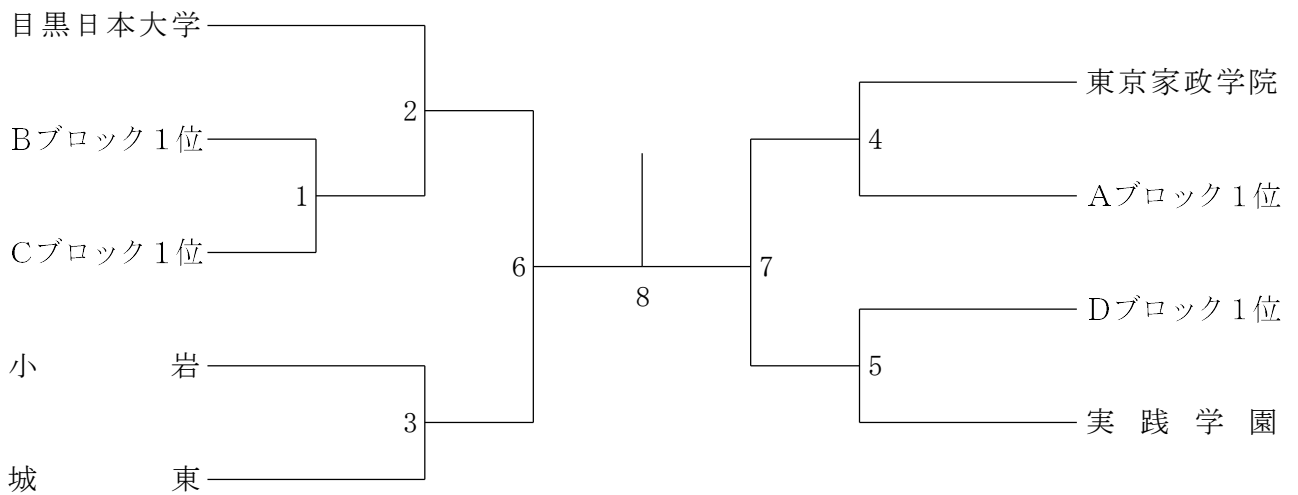 目黒日本大学
Bブロック1位
Cブロック1位
小岩
城東
1
2
3
6
8
7
4
5
東京家政学院
Aブロック1位
Dブロック1位
実践学園